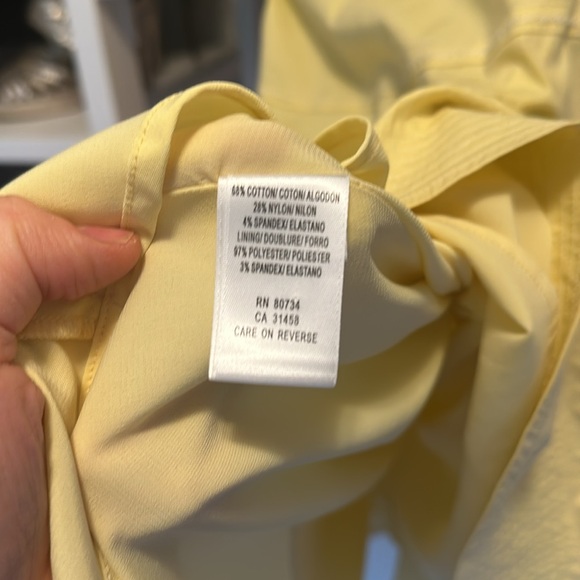 68% COTTON/COTON/ALGODON
28% NYLON/NILON
4% SPANDEX/ELASTANO
LINING/DOUBLURE/FORRO
97% POLYESTER/POLIESTER
3% SPANDEX/ELASTANO
RN 80734
CA 31458
CARE ON REVERSE